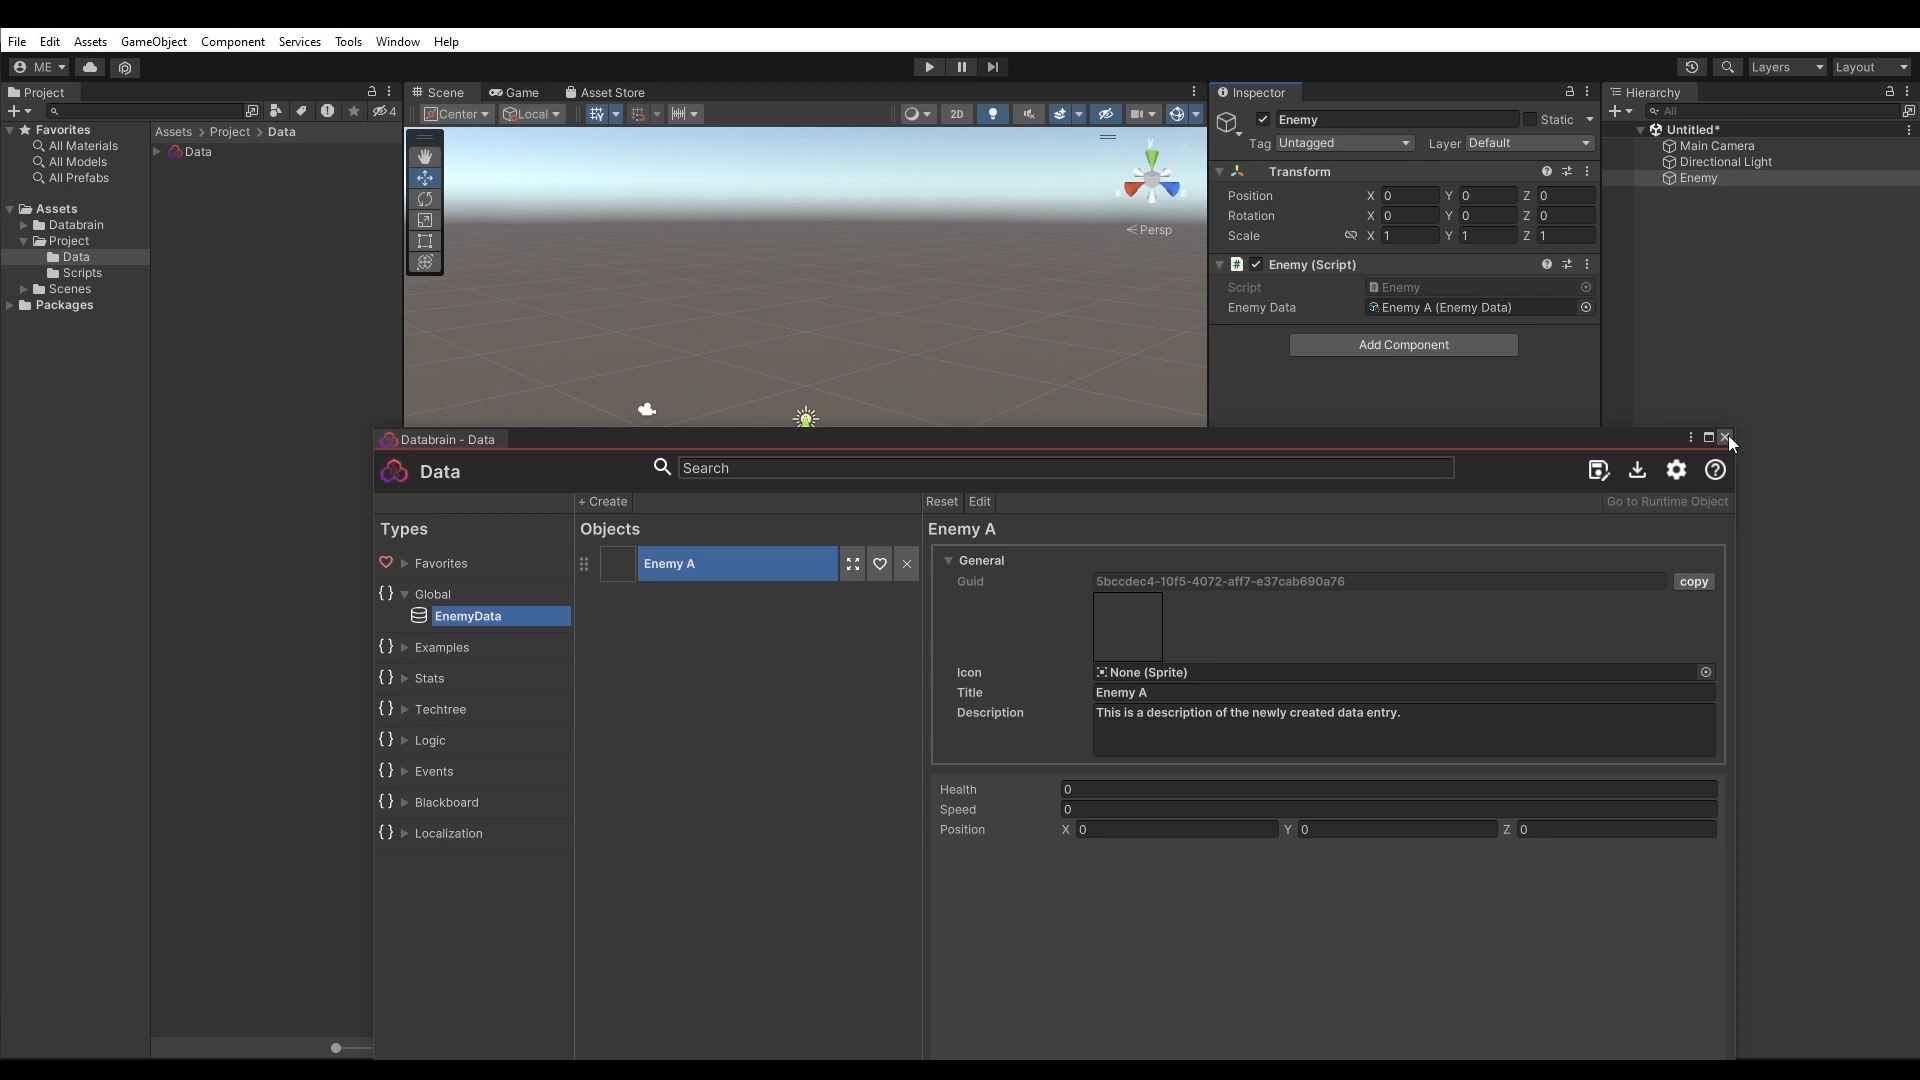 File Edit Assets GameObject Component Services Tools Window Help
ME Layers Layout
Project
4
Favorites
All Materials
All Models
All Prefabs
Assets
Databrain
Project
Data
Scripts
Scenes
Packages
Assets > Project > Data
Data
Scene Game Asset Store
Center Local 2D
y
x z
Persp
Inspector
Enemy Static
Tag Untagged Layer Default
Transform
Position X 0 Y 0 Z 0
Rotation X 0 Y 0 Z 0
Scale X 1 Y 1 Z 1
# Enemy (Script)
Script Enemy
Enemy Data Enemy A (Enemy Data)
Add Component
Hierarchy
All
Untitled*
Main Camera
Directional Light
Enemy
Databrain - Data
Data Search
+ Create Reset Edit Go to Runtime Object
Types
{} Favorites
{} Global
EnemyData
{} Examples
{} Stats
{} Techtree
{} Logic
{} Events
{} Blackboard
{} Localization
Objects
Enemy A
Enemy A
General
Guid 5bccdec4-10f5-4072-aff7-e37cab690a76 copy
Icon None (Sprite)
Title Enemy A
Description This is a description of the newly created data entry.
Health 0
Speed 0
Position X 0 Y 0 Z 0